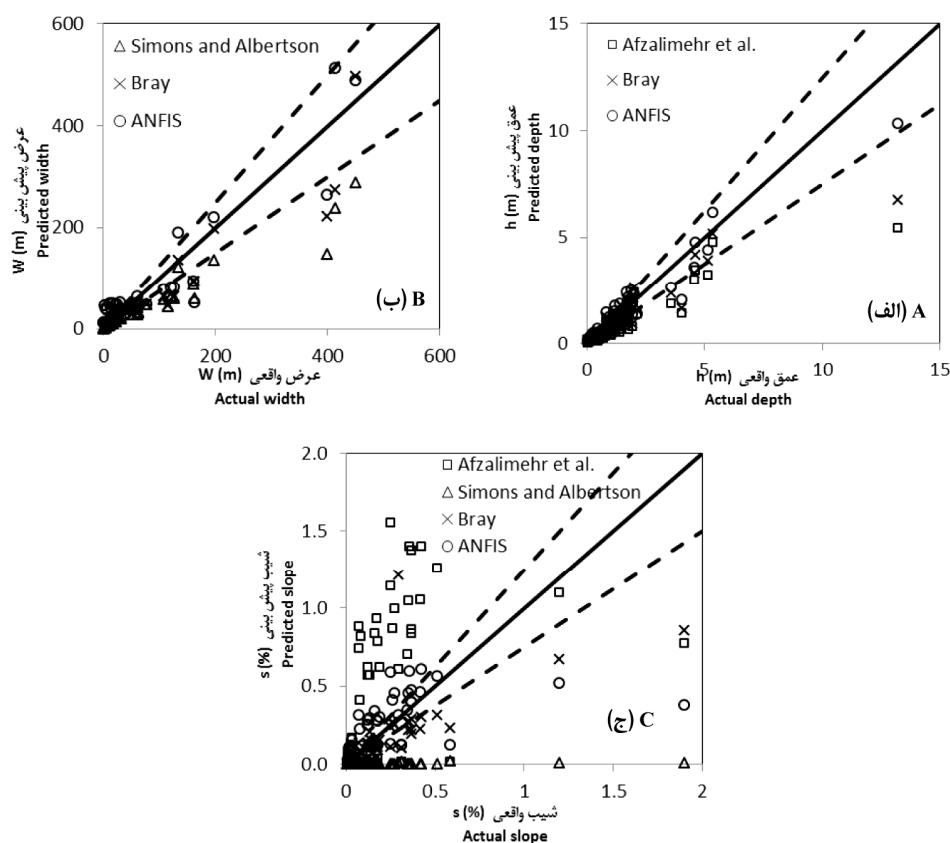 600
400
200
0
0
200
400
600
Simons and Albertson
Bray
ANFIS
W (m) عرض پیش بینی
Predicted width
(ب) B
W (m) عرض واقعی
Actual width
15
10
5
0
0
5
10
15
Afzalimehr et al.
Bray
ANFIS
h (m) عمق پیش بینی
Predicted depth
(الف) A
h (m) عمق واقعی
Actual depth
2.0
1.5
1.0
0.5
0.0
0
0.5
1
1.5
2
Afzalimehr et al.
Simons and Albertson
Bray
ANFIS
s (%) شیب پیش بینی
Predicted slope
(ج) C
s (%) شیب واقعی
Actual slope